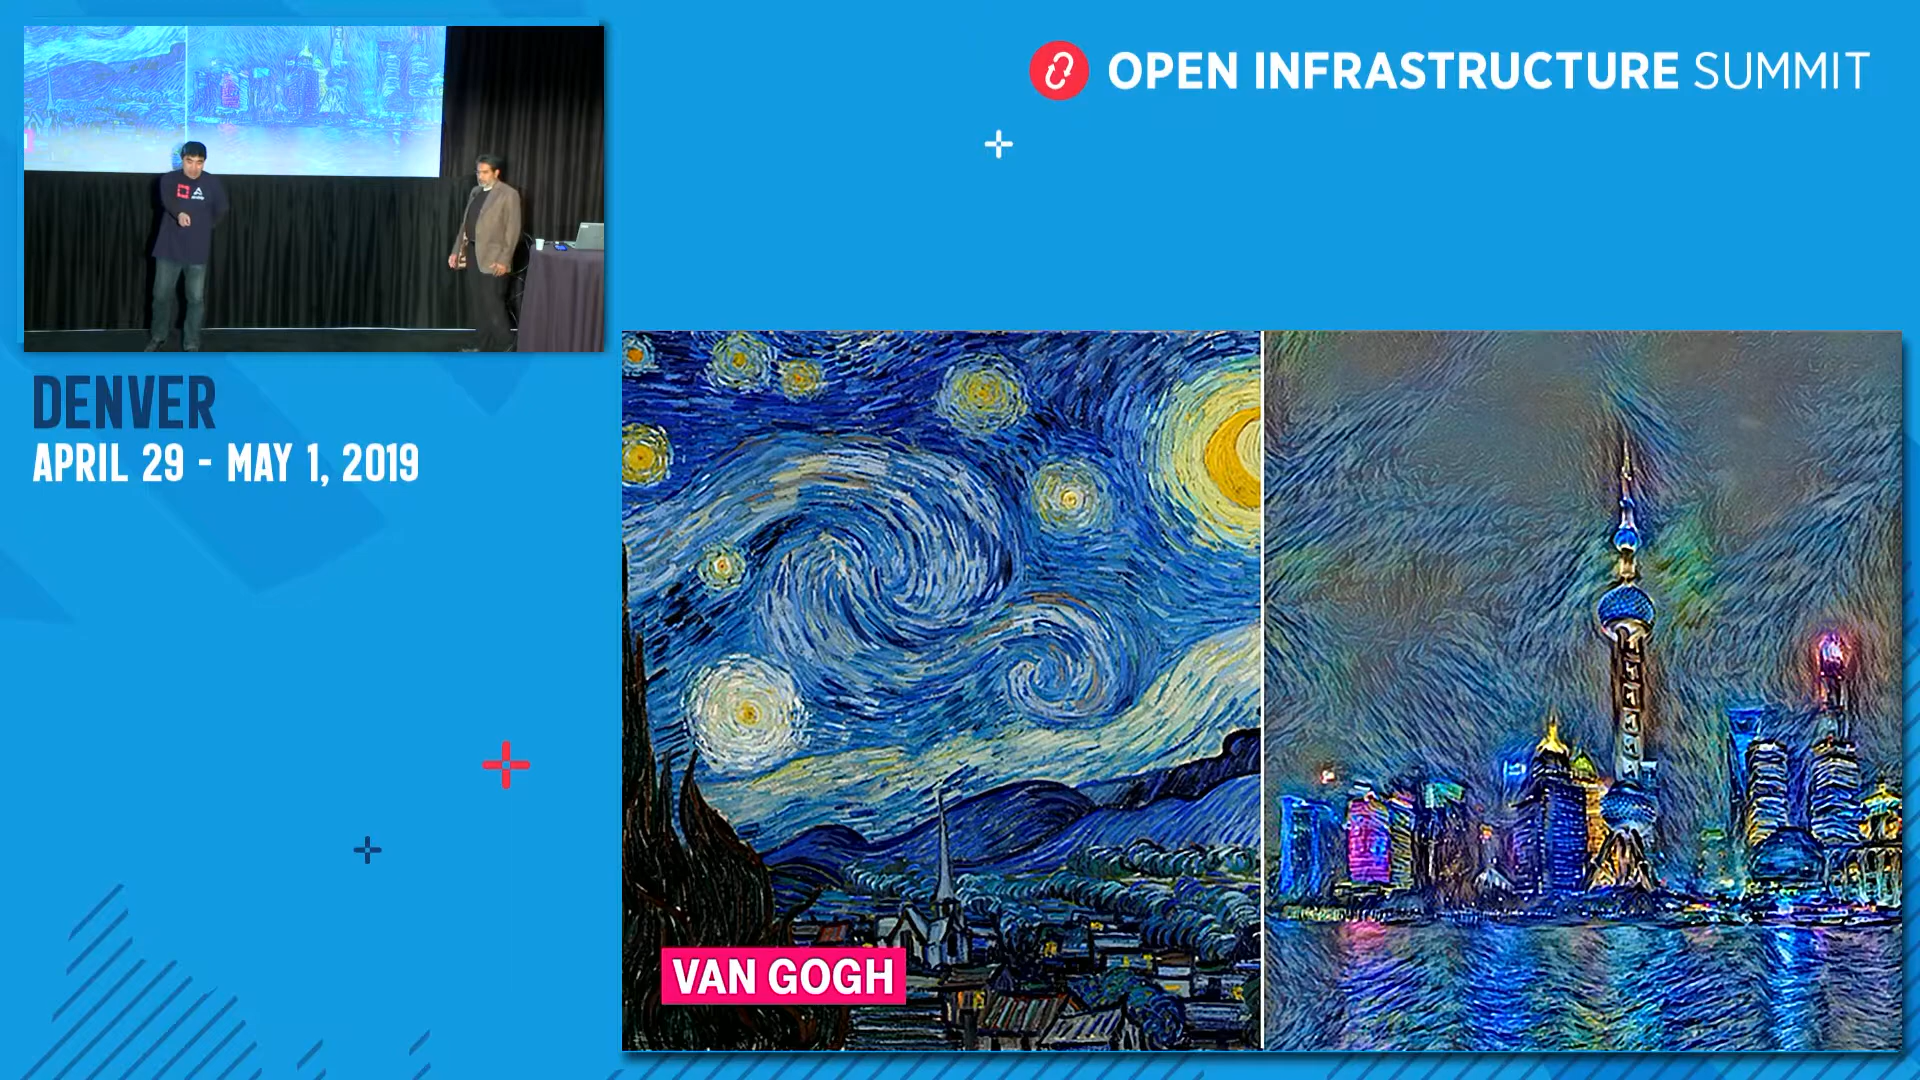 OPEN INFRASTRUCTURE SUMMIT
DENVER
APRIL 29 - MAY 1, 2019
VAN GOGH